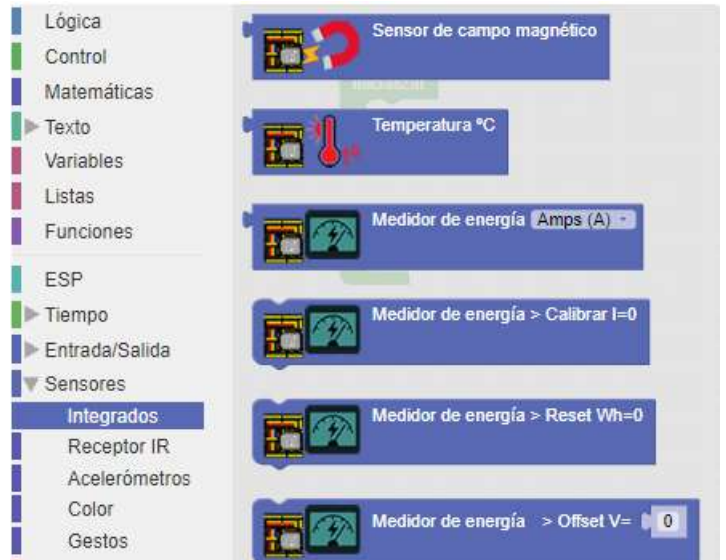 Lógica
Control
Matemáticas
Texto
Variables
Listas
Funciones
ESP
Tiempo
Entrada/Salida
Sensores
Integrados
Receptor IR
Acelerómetros
Color
Gestos
Sensor de campo magnético
Inicializar
Temperatura ºC
Medidor de energía Amps (A)
Medidor de energía > Calibrar I=0
Medidor de energía > Reset Wh=0
Medidor de energía > Offset V= 0